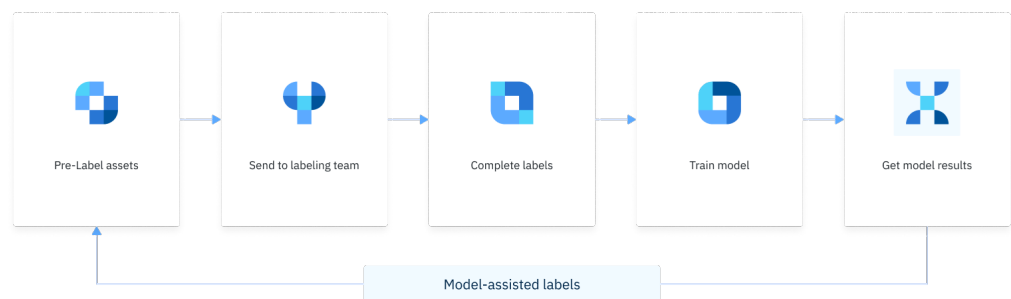 Pre-Label assets
Send to labeling team
Complete labels
Train model
Get model results
Model-assisted labels